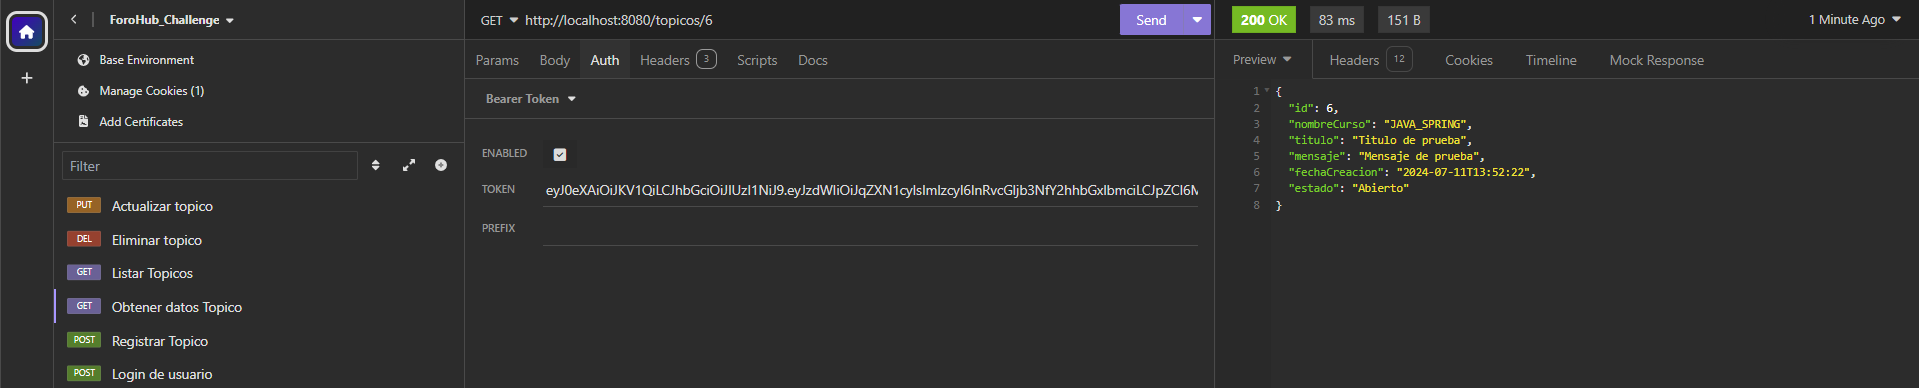 ForoHub_Challenge
Base Environment
Manage Cookies (1)
Add Certificates
Filter
PUT Actualizar topico
DEL Eliminar topico
GET Listar Topicos
GET Obtener datos Topico
POST Registrar Topico
POST Login de usuario
GET http://localhost:8080/topicos/6 Send
Params Body Auth Headers 3 Scripts Docs
Bearer Token
ENABLED
TOKEN
PREFIX
200 OK 83 ms 151 B 1 Minute Ago
Preview Headers 12 Cookies Timeline Mock Response
1 {
2 "id": 6,
3 "nombreCurso": "JAVA_SPRING",
4 "titulo": "Titulo de prueba",
5 "mensaje": "Mensaje de prueba",
6 "fechaCreacion": "2024-07-11T13:52:22",
7 "estado": "Abierto"
8 }